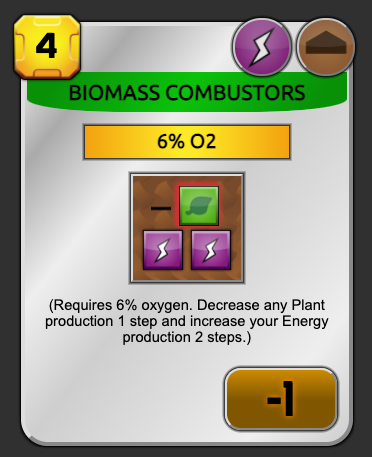 4
BIOMASS COMBUSTORS
6% O2
(Requires 6% oxygen. Decrease any Plant
production 1 step and increase your Energy
production 2 steps.)
-1